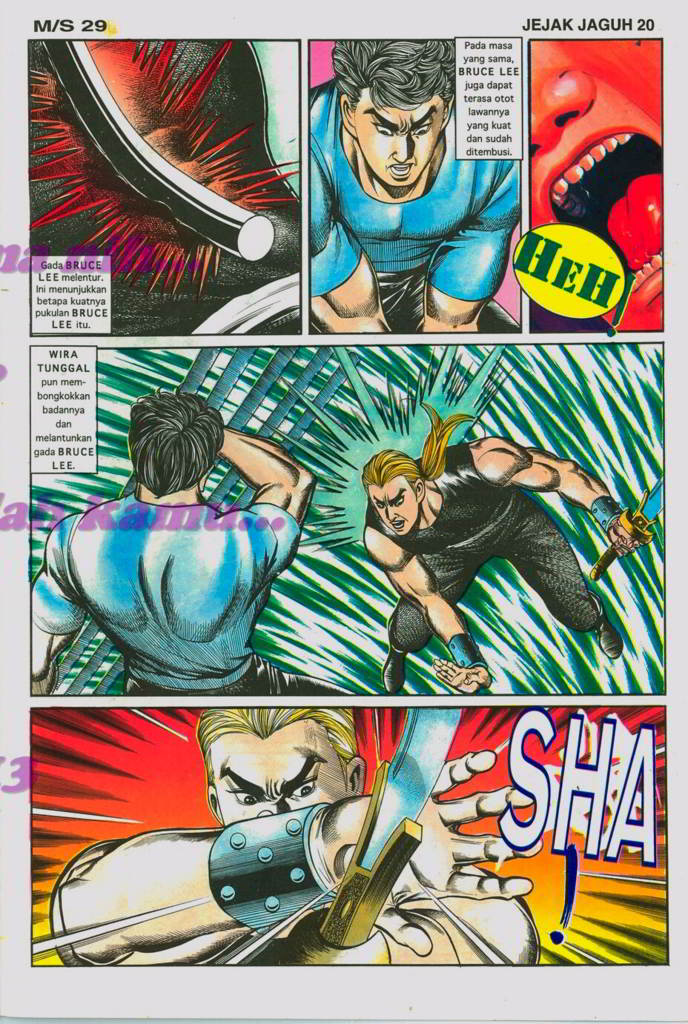 M/S 29
JEJAK JAGUH 20
Gada BRUCE
LEE melentur.
Ini menunjukkan
betapa kuatnya
pukulan BRUCE
LEE itu.
Pada masa
yang sama,
BRUCE LEE
juga dapat
terasa otot
lawannya
yang kuat
dan sudah
ditembusi.
HEH!
WIRA
TUNGGAL
pun mem-
bongkokkan
badannya
dan
melantunkan
gada BRUCE
LEE.
kamu...
SHA!